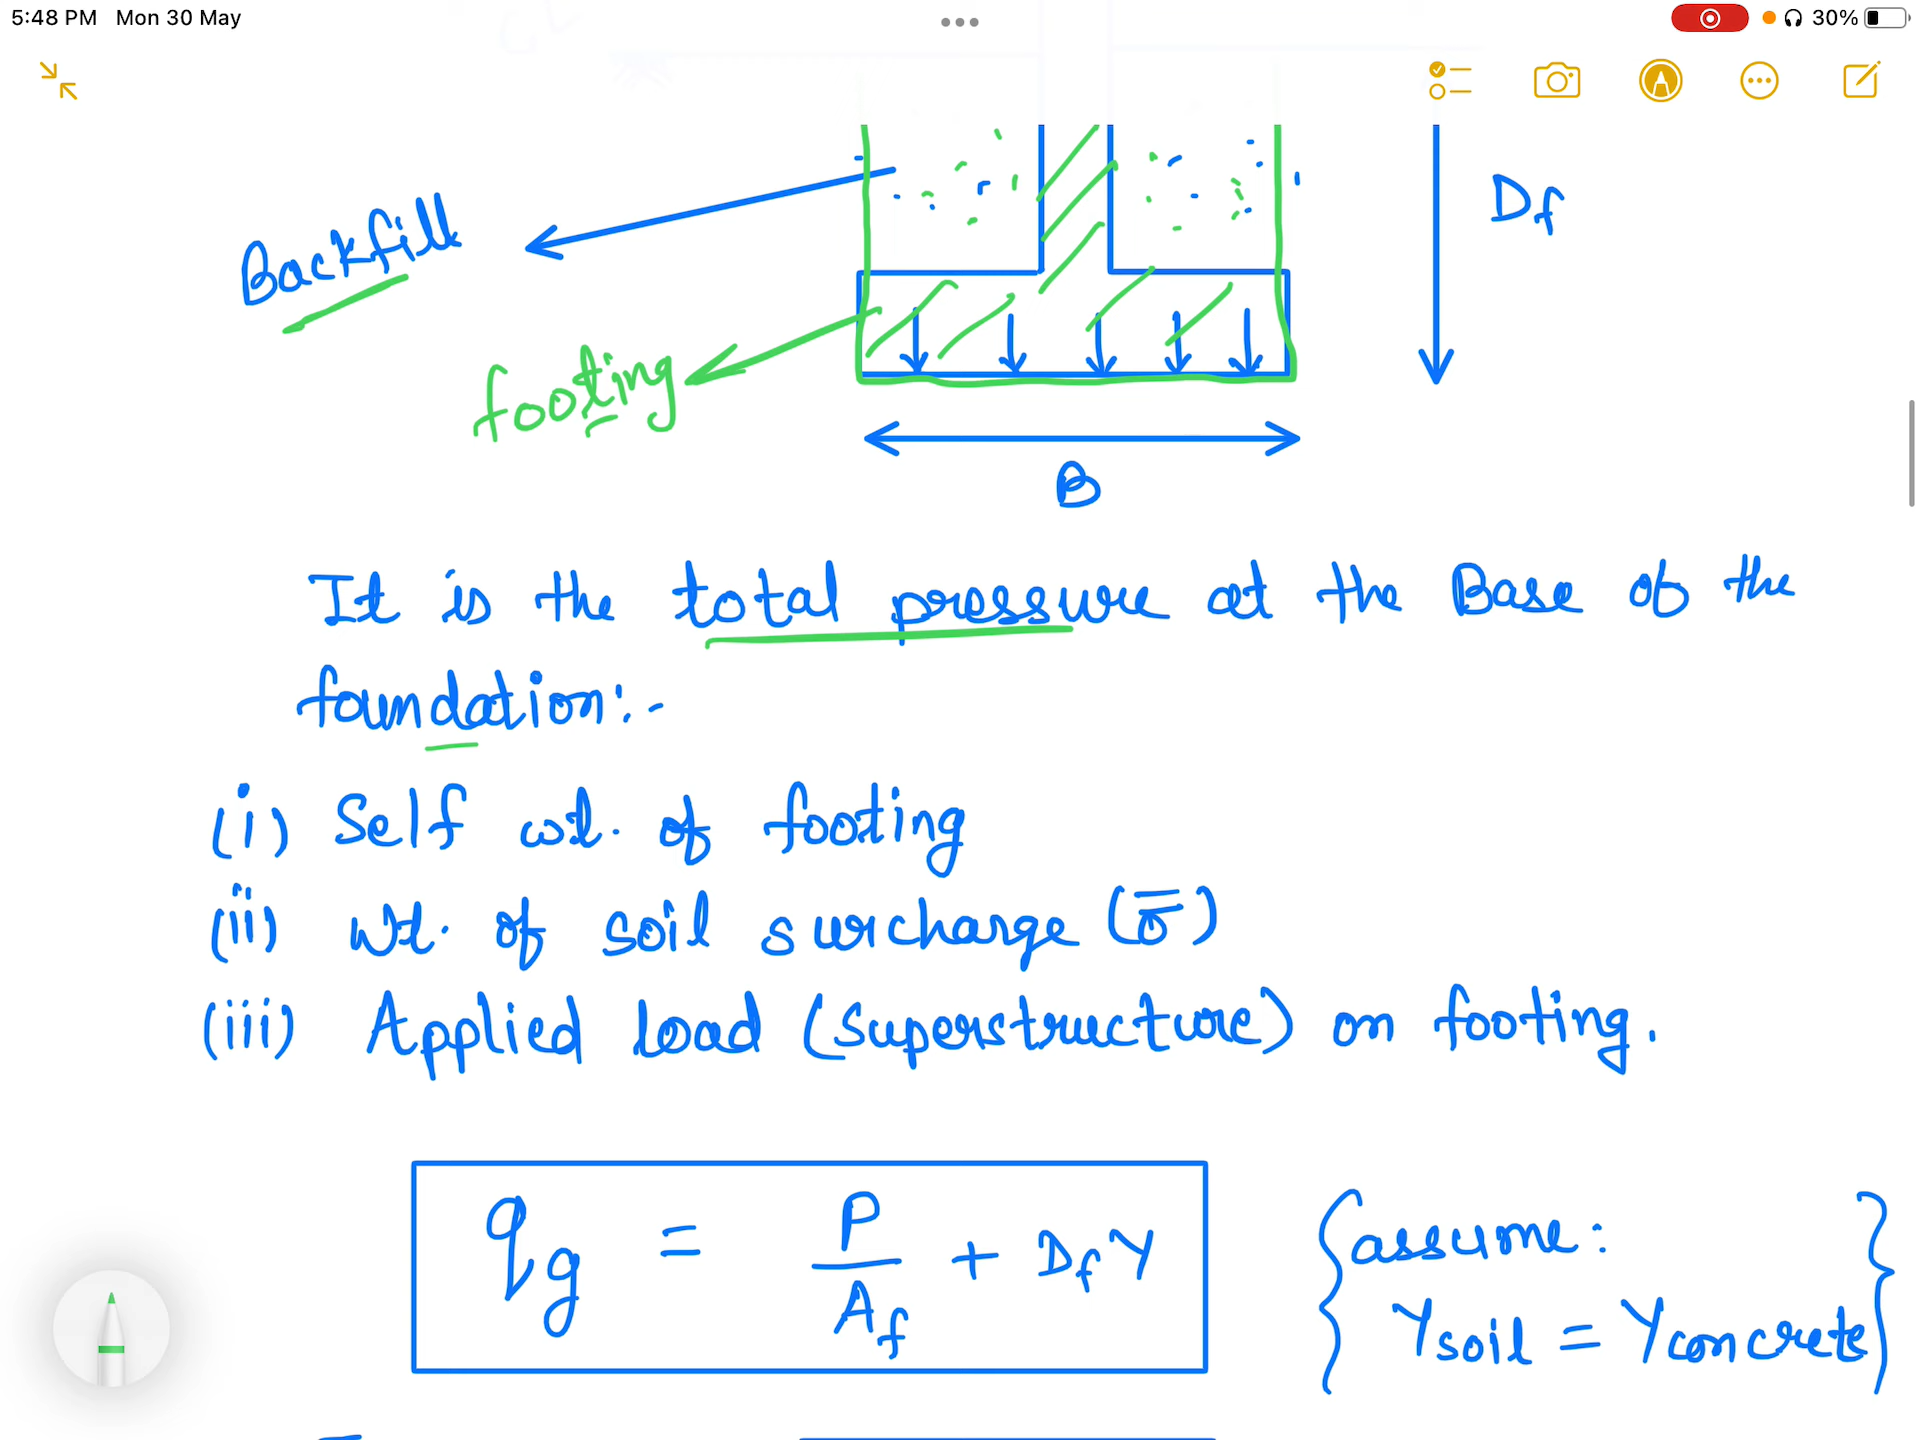 5:48 PM Mon 30 May
30%
Df
Backfill
footing
B
It is the total pressure at the Base of the
foundation:-
(i) Self wt. of footing
(ii) Wt. of soil surcharge (σ̅)
(iii) Applied load (superstructure) on footing.
qg = P/Af + Df γ
{assume:
γsoil = γconcrete}